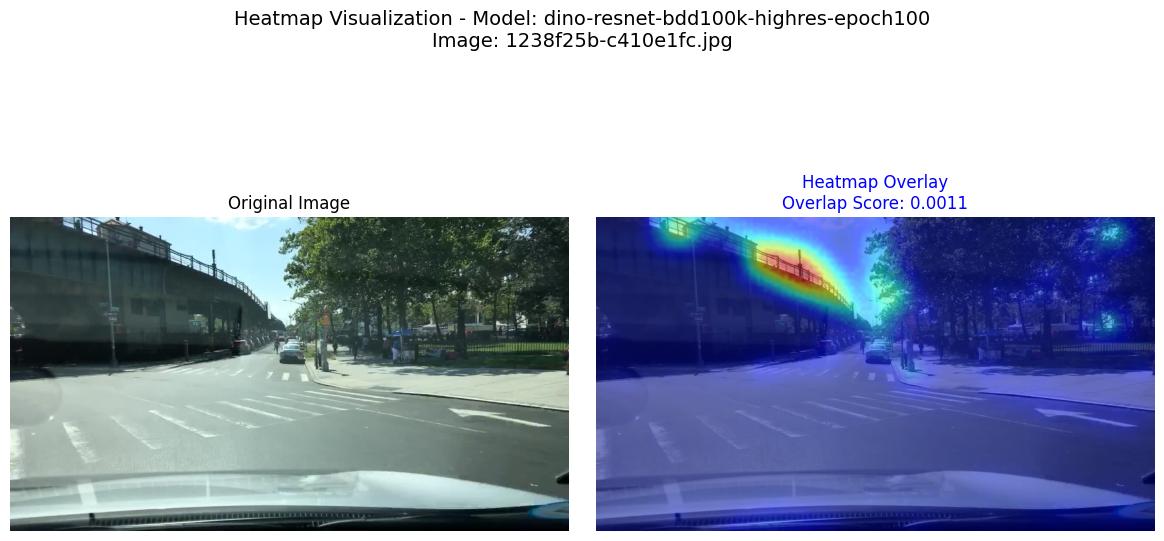 Heatmap Visualization - Model: dino-resnet-bdd100k-highres-epoch100
Image: 1238f25b-c410e1fc.jpg
Original Image
Heatmap Overlay
Overlap Score: 0.0011